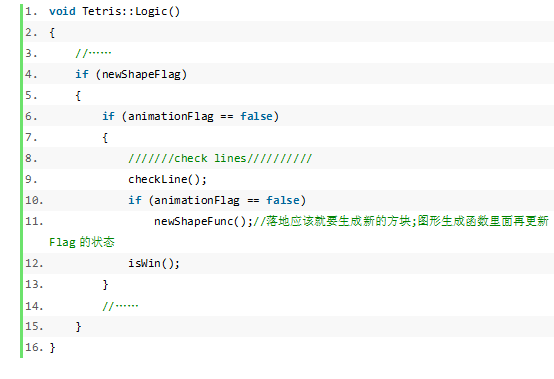 1. void Tetris::Logic()
2. {
3.     //……
4.     if (newShapeFlag)
5.     {
6.         if (animationFlag == false)
7.         {
8.             ///////check lines//////////
9.             checkLine();
10.             if (animationFlag == false)
11.                 newShapeFunc();//落地应该就要生成新的方块;图形生成函数里面再更新
Flag 的状态
12.             isWin();
13.         }
14.         //……
15.     }
16. }